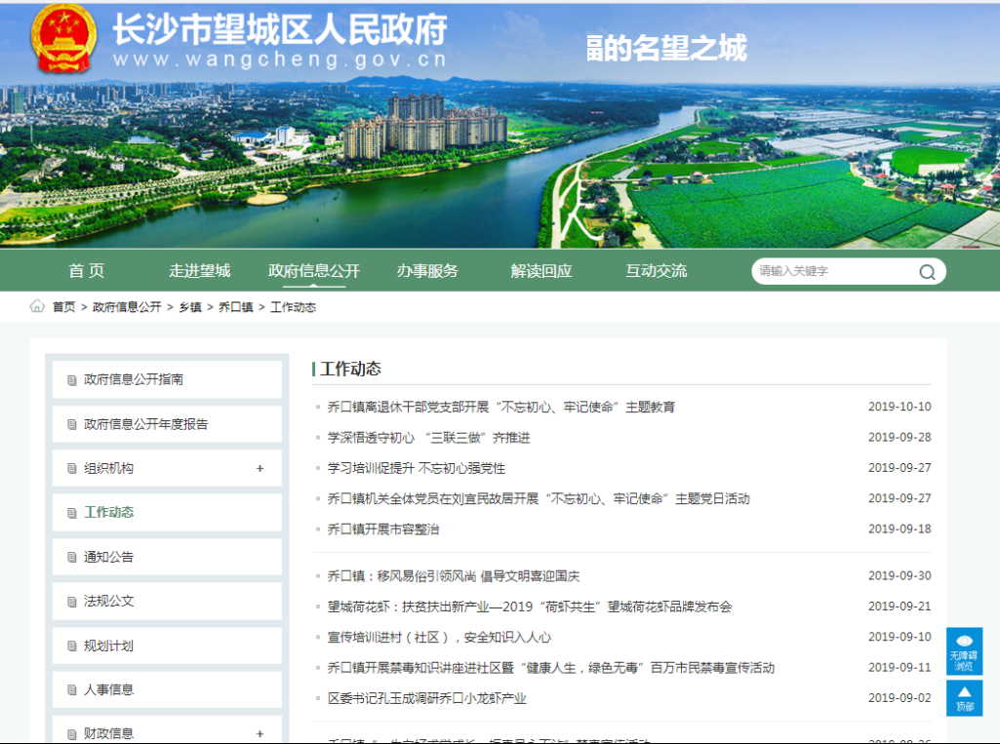 长沙市望城区人民政府
www.wangcheng.gov.cn
福的名望之城
首 页 走进望城 政府信息公开 办事服务 解读回应 互动交流 请输入关键字
首页 > 政府信息公开 > 乡镇 > 乔口镇 > 工作动态
政府信息公开指南
政府信息公开年度报告
组织机构 +
工作动态
通知公告
法规公文
规划计划
人事信息
财政信息 +
工作动态
乔口镇离退休干部党支部开展“不忘初心、牢记使命”主题教育 2019-10-10
学深悟透守初心 “三联三做”齐推进 2019-09-28
学习培训促提升 不忘初心强党性 2019-09-27
乔口镇机关全体党员在刘宜民故居开展“不忘初心、牢记使命”主题党日活动 2019-09-27
乔口镇开展市容整治 2019-09-18
乔口镇：移风易俗引领风尚 倡导文明喜迎国庆 2019-09-30
望城荷花虾：扶贫扶出新产业—2019“荷虾共生”望城荷花虾品牌发布会 2019-09-21
宣传培训进村（社区），安全知识入人心 2019-09-10
乔口镇开展禁毒知识讲座进社区暨“健康人生，绿色无毒”百万市民禁毒宣传活动 2019-09-11
区委书记孔玉成调研乔口小龙虾产业 2019-09-02
无障碍
浏览
顶部